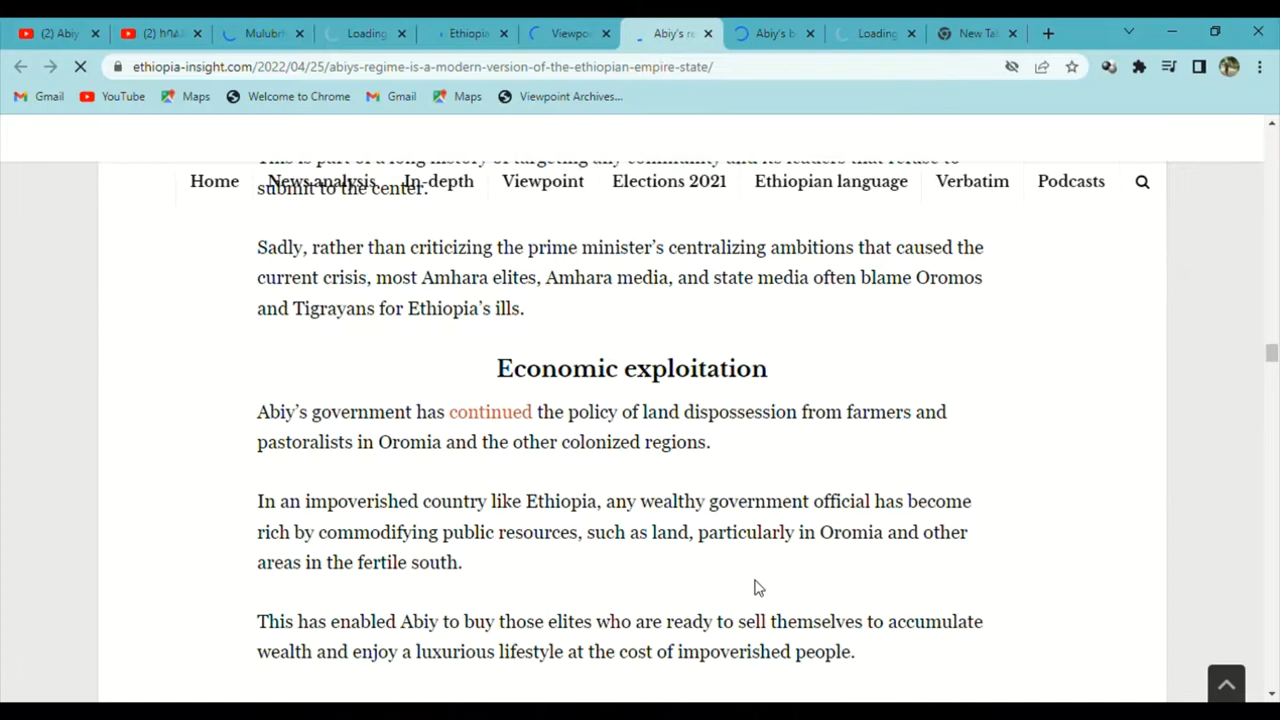 (2) Abiy
(2) ከባል
Mulubrh
Loading
Ethiopia
Viewpo
Abiy's re
Abiy's b
Loading
New Tab
ethiopia-insight.com/2022/04/25/abiys-regime-is-a-modern-version-of-the-ethiopian-empire-state/
Gmail
YouTube
Maps
Welcome to Chrome
Gmail
Maps
Viewpoint Archives...
This is part of a long history of targeting any community and its leaders that refuse to
submit to the center.
Home
News analysis
In-depth
Viewpoint
Elections 2021
Ethiopian language
Verbatim
Podcasts
Sadly, rather than criticizing the prime minister’s centralizing ambitions that caused the
current crisis, most Amhara elites, Amhara media, and state media often blame Oromos
and Tigrayans for Ethiopia’s ills.
Economic exploitation
Abiy’s government has continued the policy of land dispossession from farmers and
pastoralists in Oromia and the other colonized regions.
In an impoverished country like Ethiopia, any wealthy government official has become
rich by commodifying public resources, such as land, particularly in Oromia and other
areas in the fertile south.
This has enabled Abiy to buy those elites who are ready to sell themselves to accumulate
wealth and enjoy a luxurious lifestyle at the cost of impoverished people.